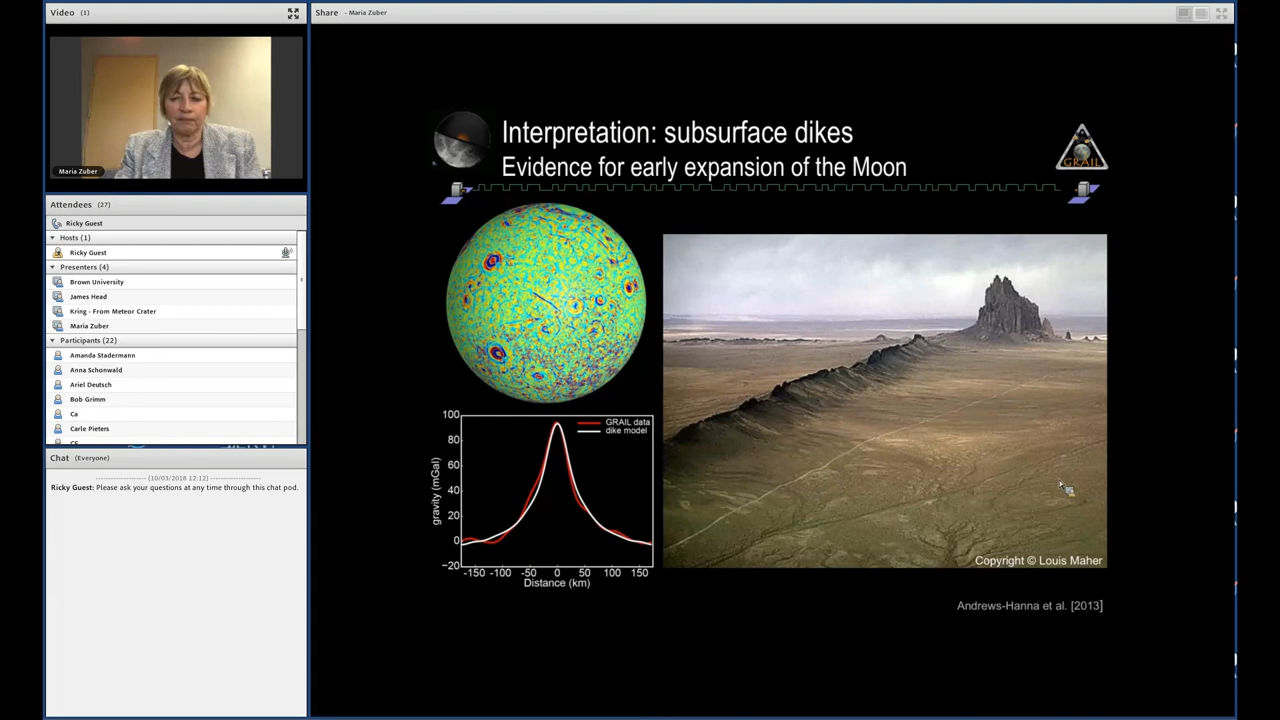 Video (1)
Maria Zuber
Attendees (27)
Ricky Guest
Hosts (1)
Ricky Guest
Presenters (4)
Brown University
James Head
Kring - From Meteor Crater
Maria Zuber
Participants (22)
Amanda Stadermann
Anna Schonwald
Ariel Deutsch
Bob Grimm
Ca
Carle Pieters
Chat (Everyone)
(10/03/2018 12:12)
Ricky Guest: Please ask your questions at any time through this chat pod.
Share - Maria Zuber
Interpretation: subsurface dikes
Evidence for early expansion of the Moon
GRAIL
100
80
60
40
20
0
-20
gravity (mGal)
GRAIL data
dike model
-150 -100 -50 0 50 100 150
Distance (km)
Copyright © Louis Maher
Andrews-Hanna et al. [2013]